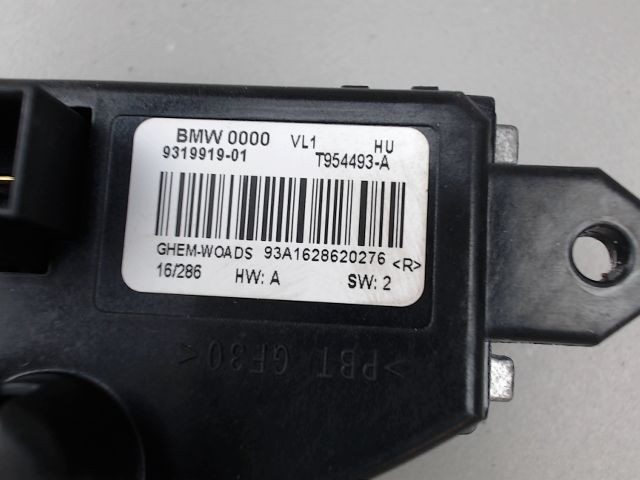 BMW 0000 VL1 HU
9319919-01 T954493-A
GHEM-WOADS 93A1628620276 <R>
16/286 HW: A SW: 2
>PBT GF30<